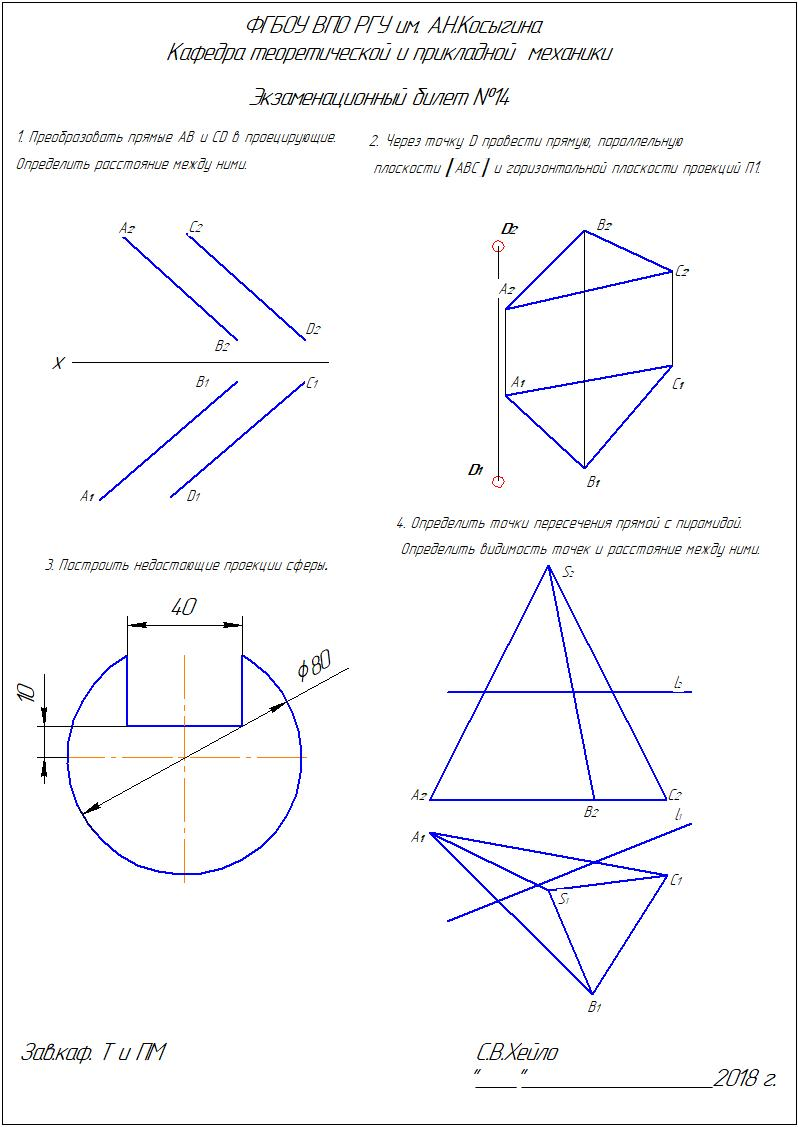 ФГБОУ ВПО РГУ им. А.Н.Косыгина
Кафедра теоретической и прикладной механики
Экзаменационный билет №14
1. Преобразовать прямые АВ и CD в проецирующие.
Определить расстояние между ними.
A2
C2
B2
D2
X
B1
C1
A1
D1
2. Через точку D провести прямую, параллельную
плоскости /АВС/ и горизонтальной плоскости проекций П1.
D2
B2
C2
A2
A1
C1
D1
B1
3. Построить недостающие проекции сферы.
40
ϕ80
10
4. Определить точки пересечения прямой с пирамидой.
Определить видимость точек и расстояние между ними.
S2
l2
A2
B2
C2
l1
A1
C1
S1
B1
Зав.каф. Т и ПМ
С.В.Хейло
"____"____________________2018 г.